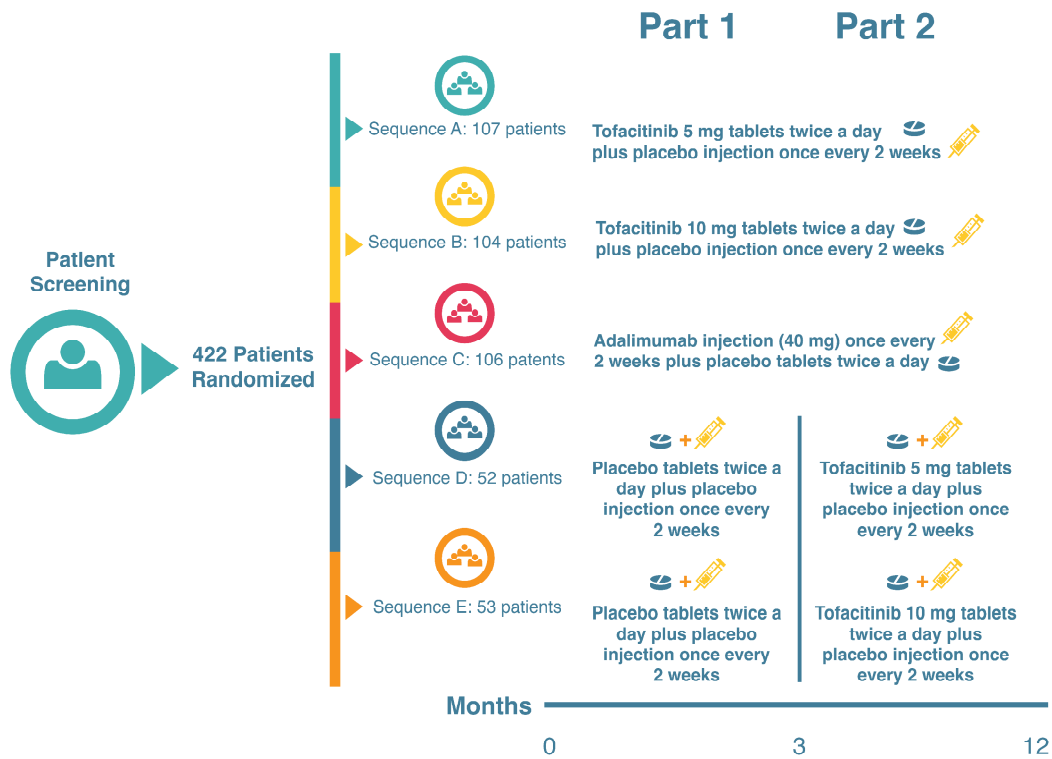 Part 1
Part 2
Sequence A: 107 patients
Tofacitinib 5 mg tablets twice a day
plus placebo injection once every 2 weeks
Sequence B: 104 patients
Tofacitinib 10 mg tablets twice a day
plus placebo injection once every 2 weeks
Patient
Screening
422 Patients
Randomized
Sequence C: 106 patents
Adalimumab injection (40 mg) once every
2 weeks plus placebo tablets twice a day
Sequence D: 52 patients
Placebo tablets twice a
day plus placebo
injection once every
2 weeks
Tofacitinib 5 mg tablets
twice a day plus
placebo injection once
every 2 weeks
Sequence E: 53 patients
Placebo tablets twice a
day plus placebo
injection once every
2 weeks
Tofacitinib 10 mg tablets
twice a day plus
placebo injection once
every 2 weeks
Months
0
3
12